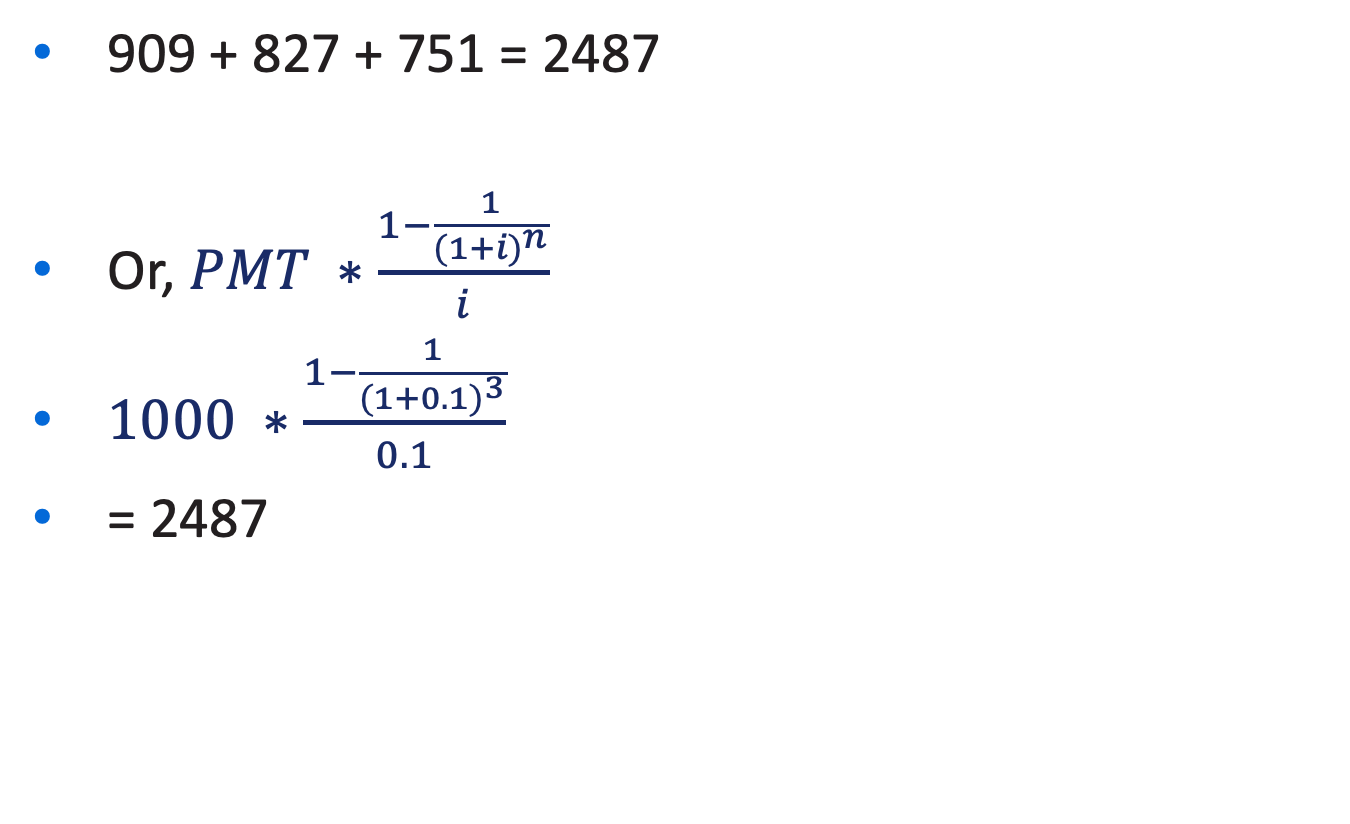 • 909 + 827 + 751 = 2487
• Or, PMT * (1−1/(1+i)^n)/i
• 1000 * (1−1/(1+0.1)^3)/0.1
• = 2487